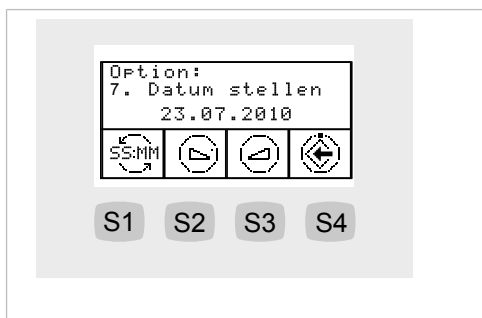 Option:
7. Datum stellen
23.07.2010
SS:MM
S1 S2 S3 S4